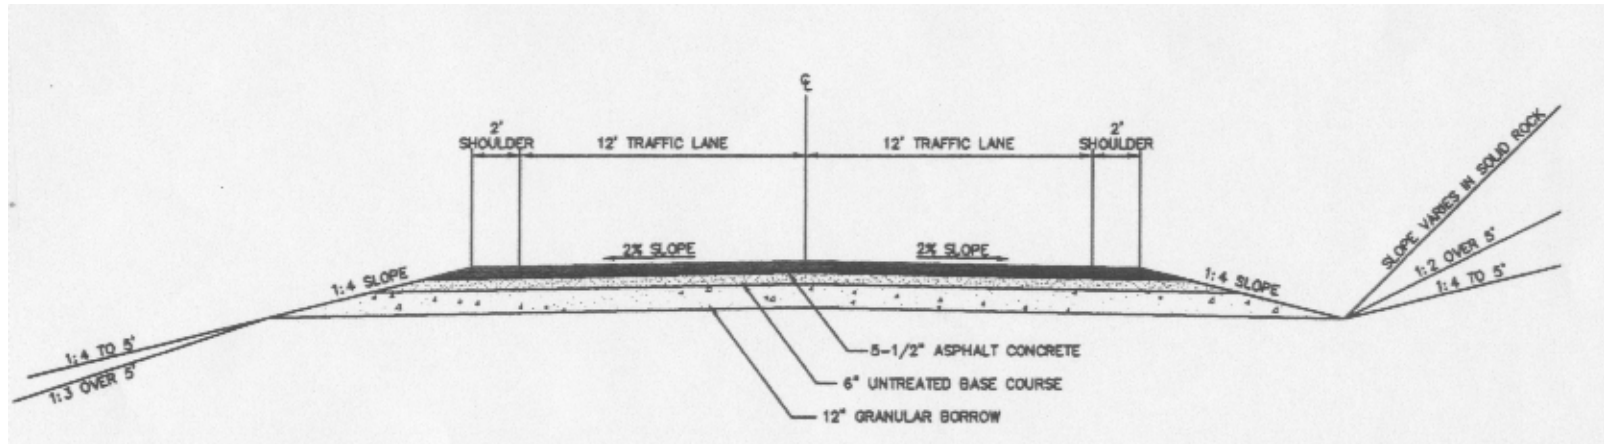 ℄
2'
SHOULDER
12' TRAFFIC LANE
12' TRAFFIC LANE
2'
SHOULDER
SLOPE VARIES IN SOLID ROCK
2% SLOPE
2% SLOPE
1:4 SLOPE
1:4 SLOPE
1:2 OVER 5'
1:4 TO 5'
1:4 TO 5'
1:3 OVER 5'
5-1/2" ASPHALT CONCRETE
6" UNTREATED BASE COURSE
12" GRANULAR BORROW